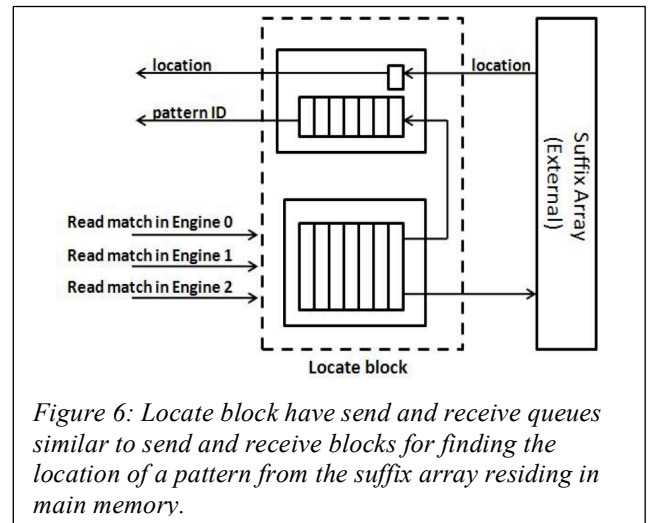 location
location
pattern ID
Suffix Array
(External)
Read match in Engine 0
Read match in Engine 1
Read match in Engine 2
Locate block
Figure 6: Locate block have send and receive queues
similar to send and receive blocks for finding the
location of a pattern from the suffix array residing in
main memory.